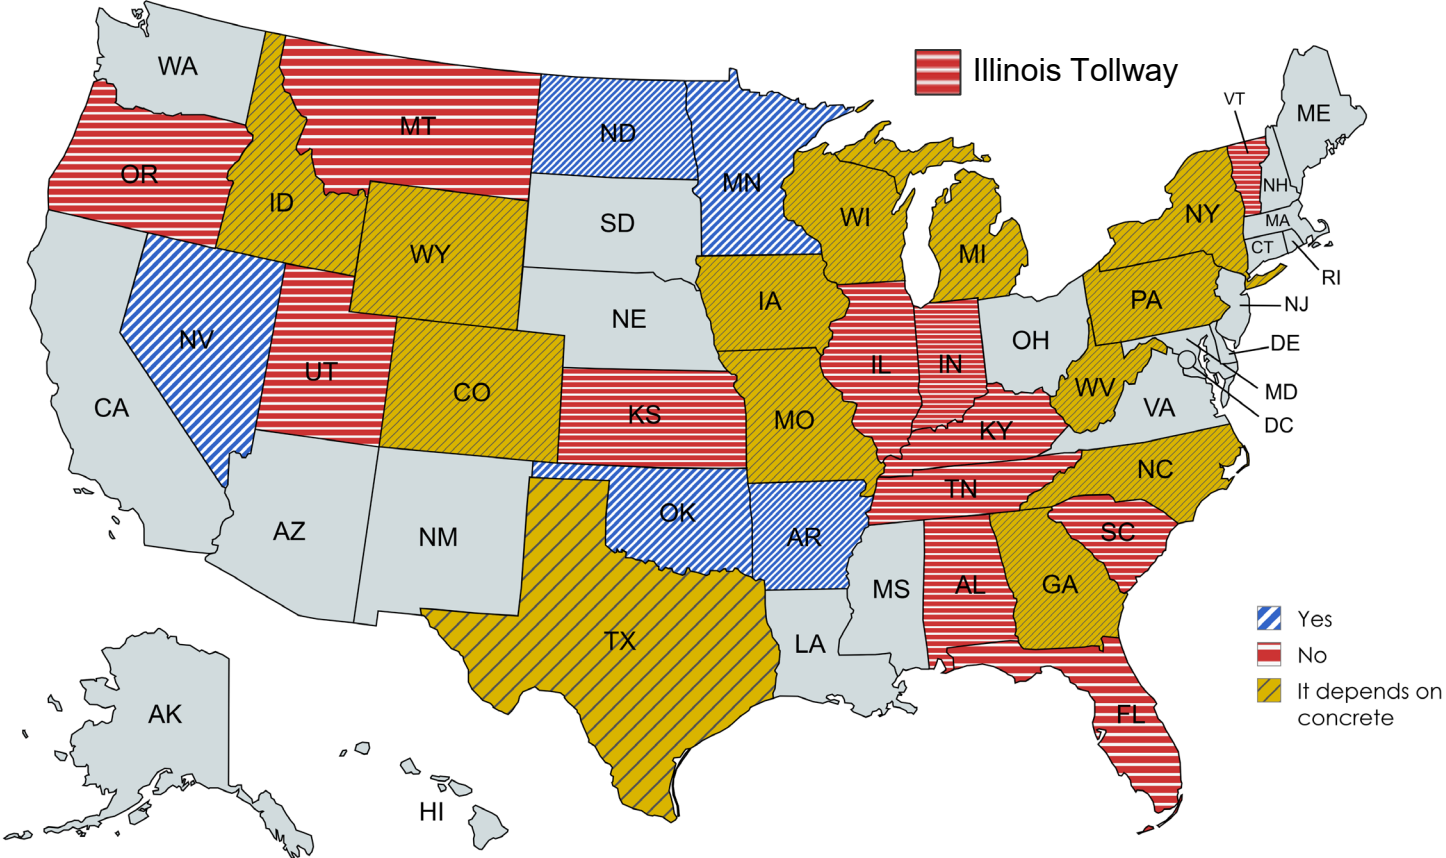 Illinois Tollway
WA
VT
ME
MT
ND
OR
MN
NH
ID
SD
WI
NY
MA
WY
MI
CT
RI
IA
PA
NJ
NE
NV
OH
DE
UT
IL
IN
CO
WV
MD
CA
KS
MO
VA
DC
KY
NC
TN
OK
AZ
NM
AR
SC
MS
AL
GA
Yes
TX
LA
No
It depends on
concrete
AK
FL
HI